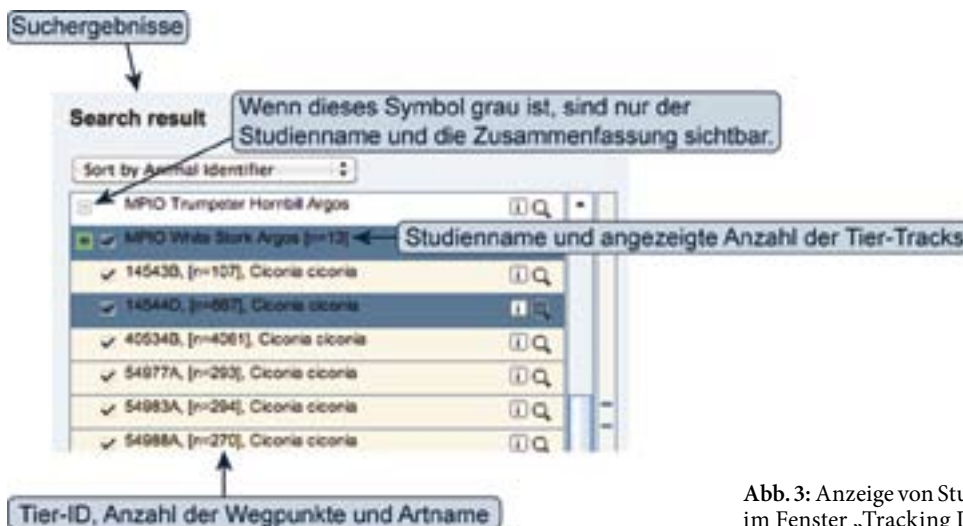 Suchergebnisse
Wenn dieses Symbol grau ist, sind nur der
Studienname und die Zusammenfassung sichtbar.
Search result
Sort by Animal Identifier
MPIO Trumpeter Hornbill Argos
MPIO White Stork Argos [n=13]
Studienname und angezeigte Anzahl der Tier-Tracks
14543B, [n=107], Ciconia ciconia
14544D, [n=667], Ciconia ciconia
40534B, [n=4061], Ciconia ciconia
54977A, [n=293], Ciconia ciconia
54983A, [n=294], Ciconia ciconia
54988A, [n=270], Ciconia ciconia
Tier-ID, Anzahl der Wegpunkte und Artname
Abb. 3: Anzeige von Stu
im Fenster „Tracking